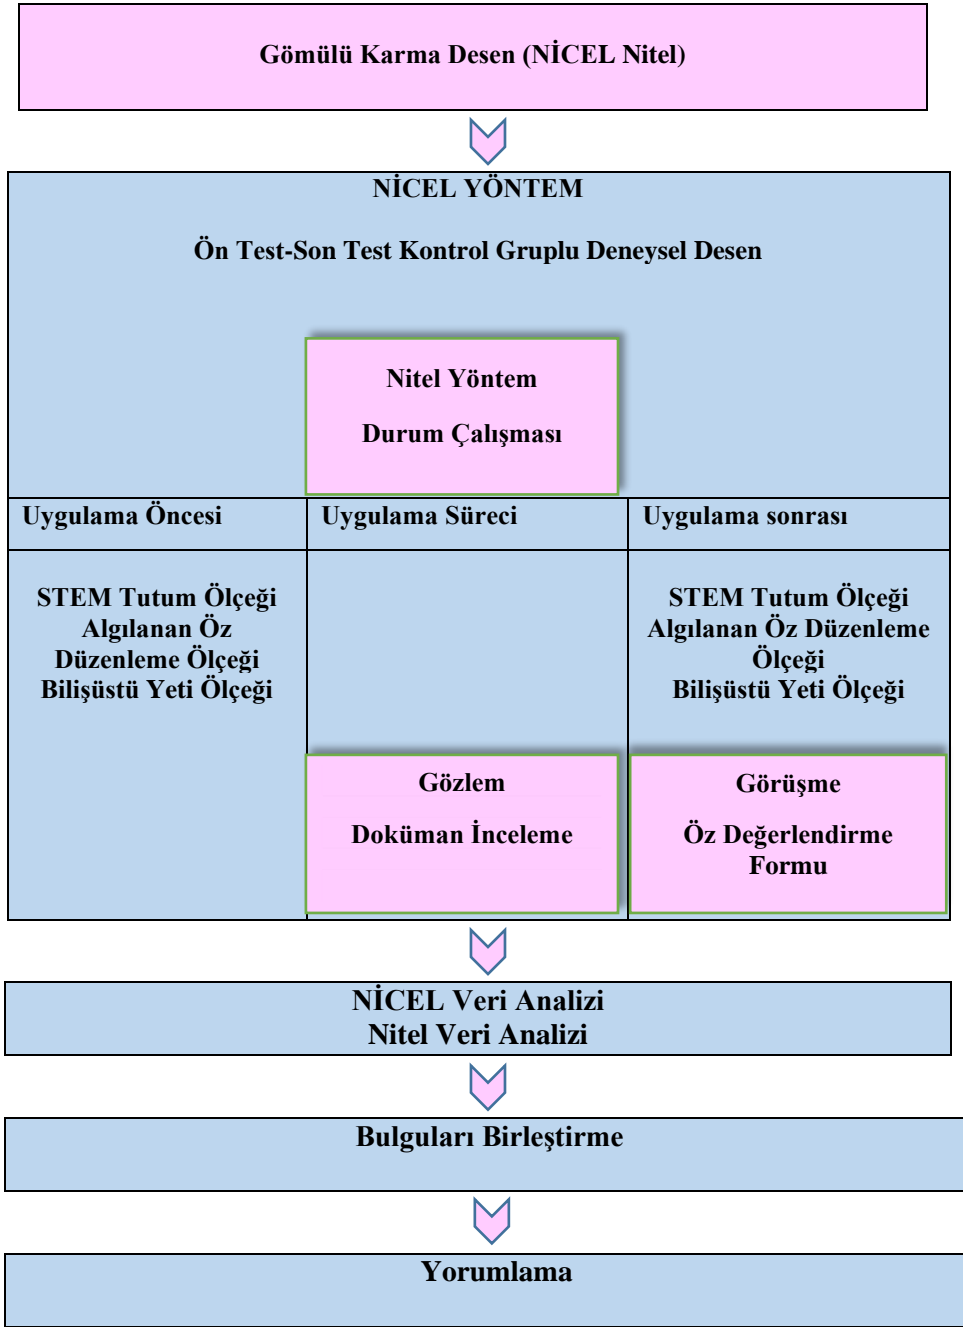 Gömülü Karma Desen (NİCEL Nitel)
NİCEL YÖNTEM
Ön Test-Son Test Kontrol Gruplu Deneysel Desen
Nitel Yöntem
Durum Çalışması
Uygulama Öncesi
Uygulama Süreci
Uygulama sonrası
STEM Tutum Ölçeği
Algılanan Öz
Düzenleme Ölçeği
Bilişüstü Yeti Ölçeği
STEM Tutum Ölçeği
Algılanan Öz Düzenleme
Ölçeği
Bilişüstü Yeti Ölçeği
Gözlem
Doküman İnceleme
Görüşme
Öz Değerlendirme
Formu
NİCEL Veri Analizi
Nitel Veri Analizi
Bulguları Birleştirme
Yorumlama